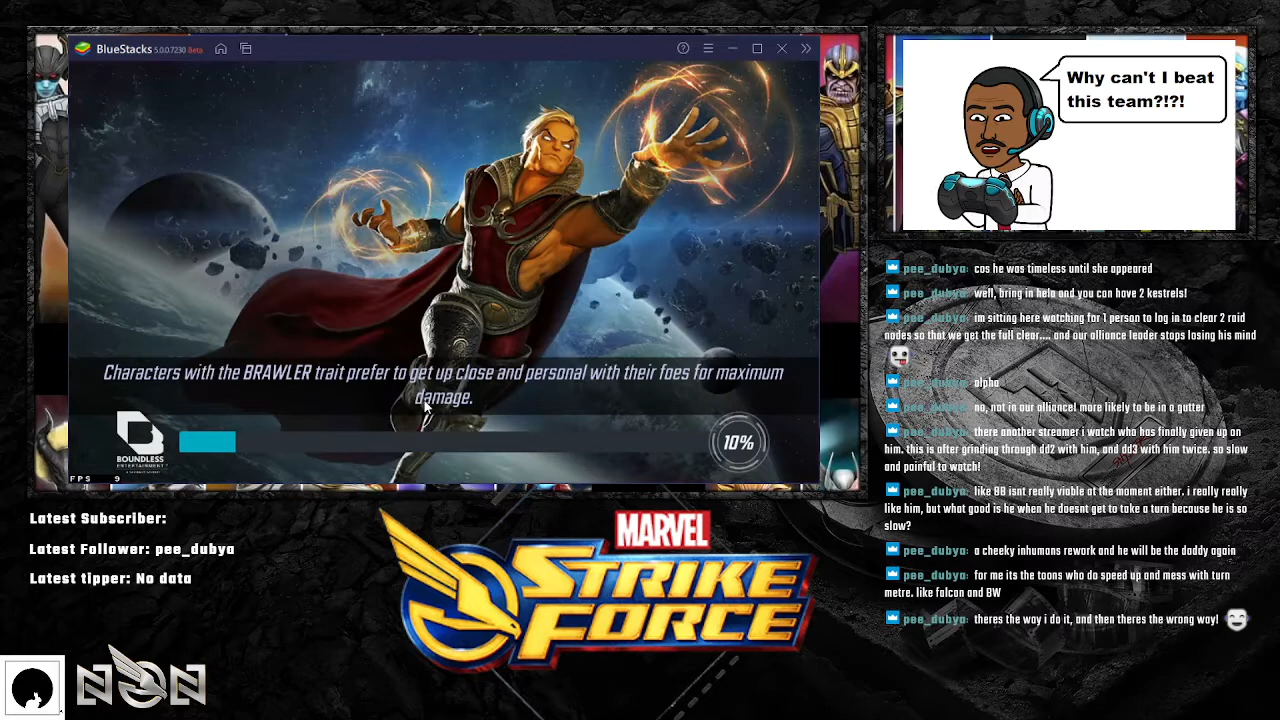 BlueStacks 5.0.0.7230 Beta
Why can't I beat
this team?!?!
Characters with the BRAWLER trait prefer to get up close and personal with their foes for maximum
damage.
BOUNDLESS
ENTERTAINMENT
10%
FPS 9
pee_dubya: cos he was timeless until she appeared
pee_dubya: well, bring in hela and you can have 2 kestrels!
pee_dubya: im sitting here watching for 1 person to log in to clear 2 raid
nodes so that we get the full clear.... and our alliance leader stops losing his mind
pee_dubya: alpha
pee_dubya: no, not in our alliance! more likely to be in a gutter
pee_dubya: there another streamer i watch who has finally given up on
him. this is after grinding through dd2 with him, and dd3 with him twice. so slow
and painful to watch!
pee_dubya: like BB isnt really viable at the moment either. i really really
like him, but what good is he when he doesnt get to take a turn because he is so
slow?
pee_dubya: a cheeky inhumans rework and he will be the daddy again
pee_dubya: for me its the toons who do speed up and mess with turn
metre. like falcon and BW
pee_dubya: theres the way i do it, and then theres the wrong way!
Latest Subscriber:
Latest Follower: pee_dubya
Latest tipper: No data
MARVEL
STRIKE
FORCE
NON